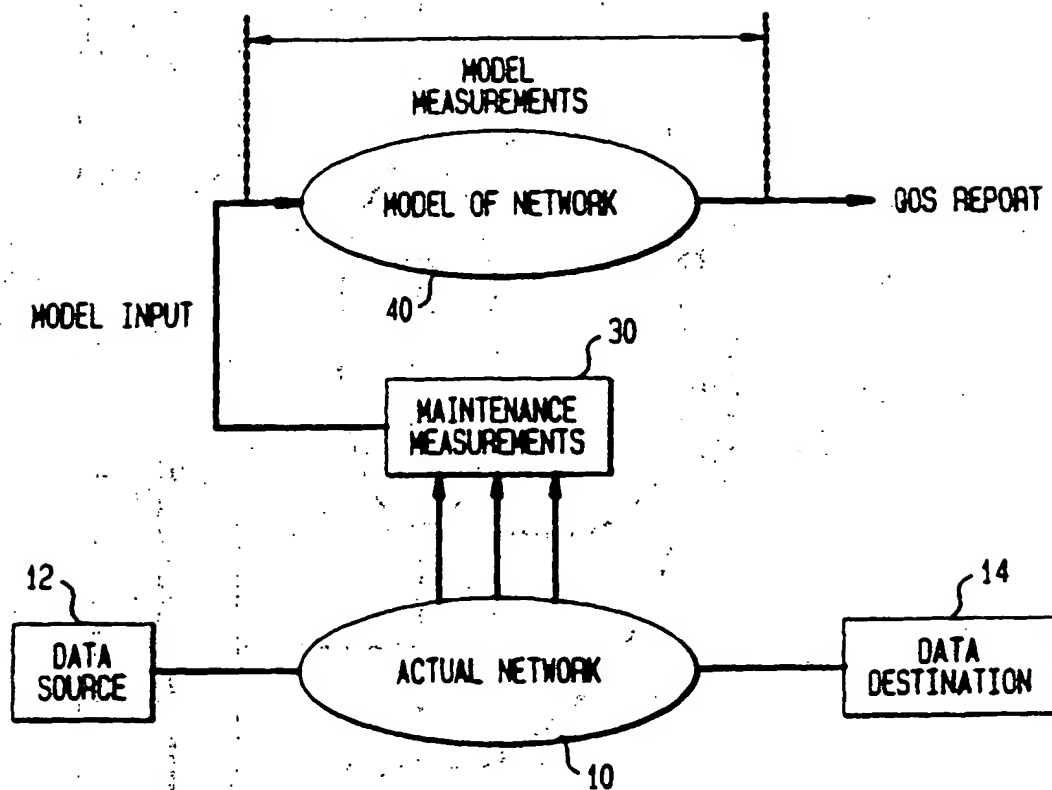 MODEL
MEASUREMENTS
MODEL OF NETWORK
QOS REPORT
40
MODEL INPUT
30
MAINTENANCE
MEASUREMENTS
12
14
DATA
SOURCE
ACTUAL NETWORK
DATA
DESTINATION
10